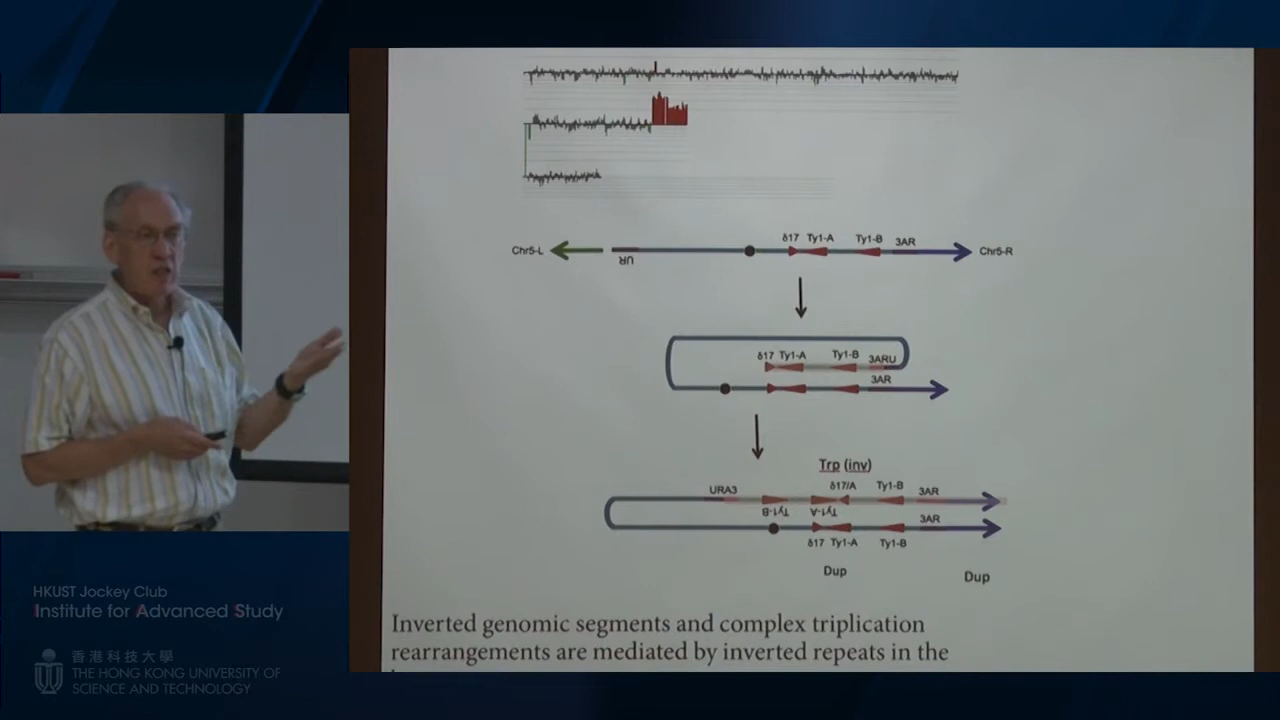 δ17 Ty1-A Ty1-B 3AR
Chr5-L Chr5-R
UR
δ17 Ty1-A Ty1-B 3ARU
3AR
Trp (inv)
URA3 δ17/A Ty1-B 3AR
Ty1-B Ty1-A 3AR
δ17 Ty1-A Ty1-B
Dup Dup
Inverted genomic segments and complex triplication
rearrangements are mediated by inverted repeats in the
HKUST Jockey Club
Institute for Advanced Study
香港科技大學
THE HONG KONG UNIVERSITY OF
SCIENCE AND TECHNOLOGY